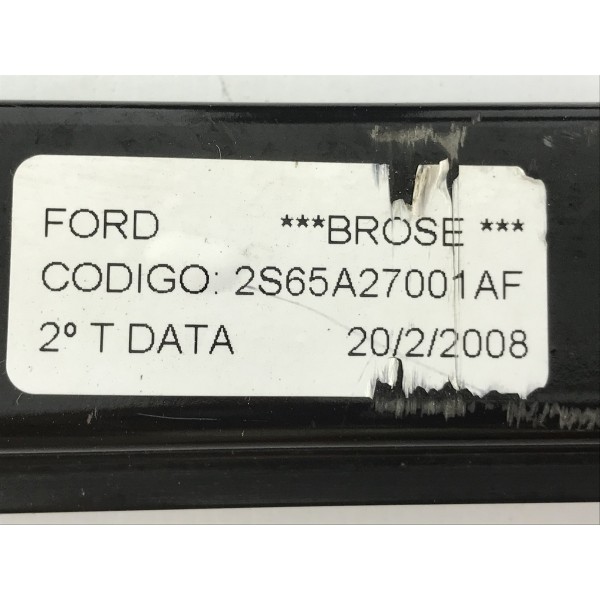 FORD ***BROSE ***
CODIGO: 2S65A27001AF
2º T DATA 20/2/2008